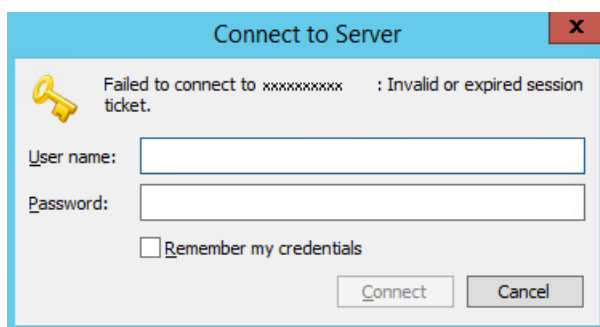 Connect to Server
x
Failed to connect to xxxxxxxxxx : Invalid or expired session
ticket.
User name:
Password:
Remember my credentials
Connect Cancel